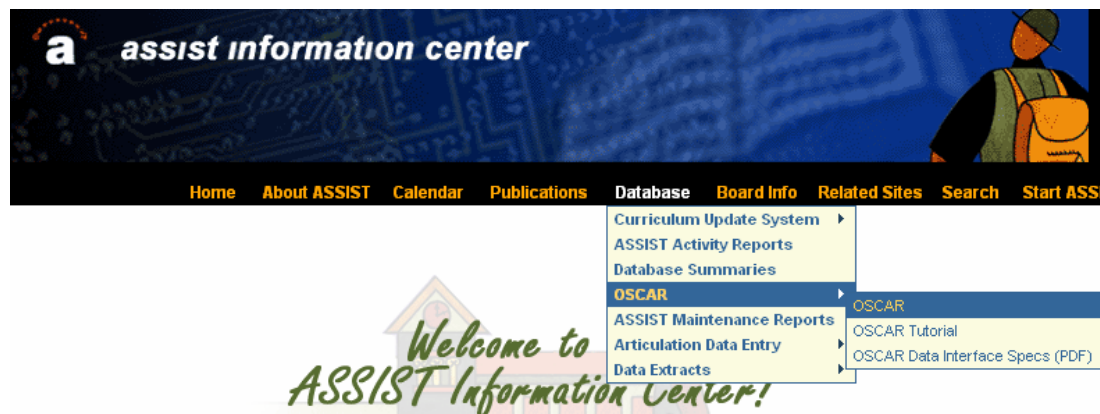 a assist information center
Home About ASSIST Calendar Publications Database Board Info Related Sites Search Start ASS
Curriculum Update System
ASSIST Activity Reports
Database Summaries
OSCAR
OSCAR
ASSIST Maintenance Reports
OSCAR Tutorial
Articulation Data Entry
OSCAR Data Interface Specs (PDF)
Data Extracts
Welcome to
ASSIST Information Center!